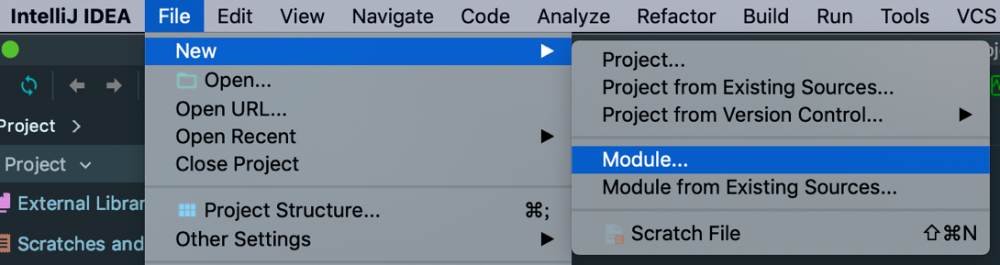 IntelliJ IDEA File Edit View Navigate Code Analyze Refactor Build Run Tools VCS
New
Open...
Open URL...
Open Recent
Close Project
Project Structure... ⌘;
Other Settings
Project...
Project from Existing Sources...
Project from Version Control...
Module...
Module from Existing Sources...
Scratch File ⇧⌘N
Project
Project
External Librar
Scratches and